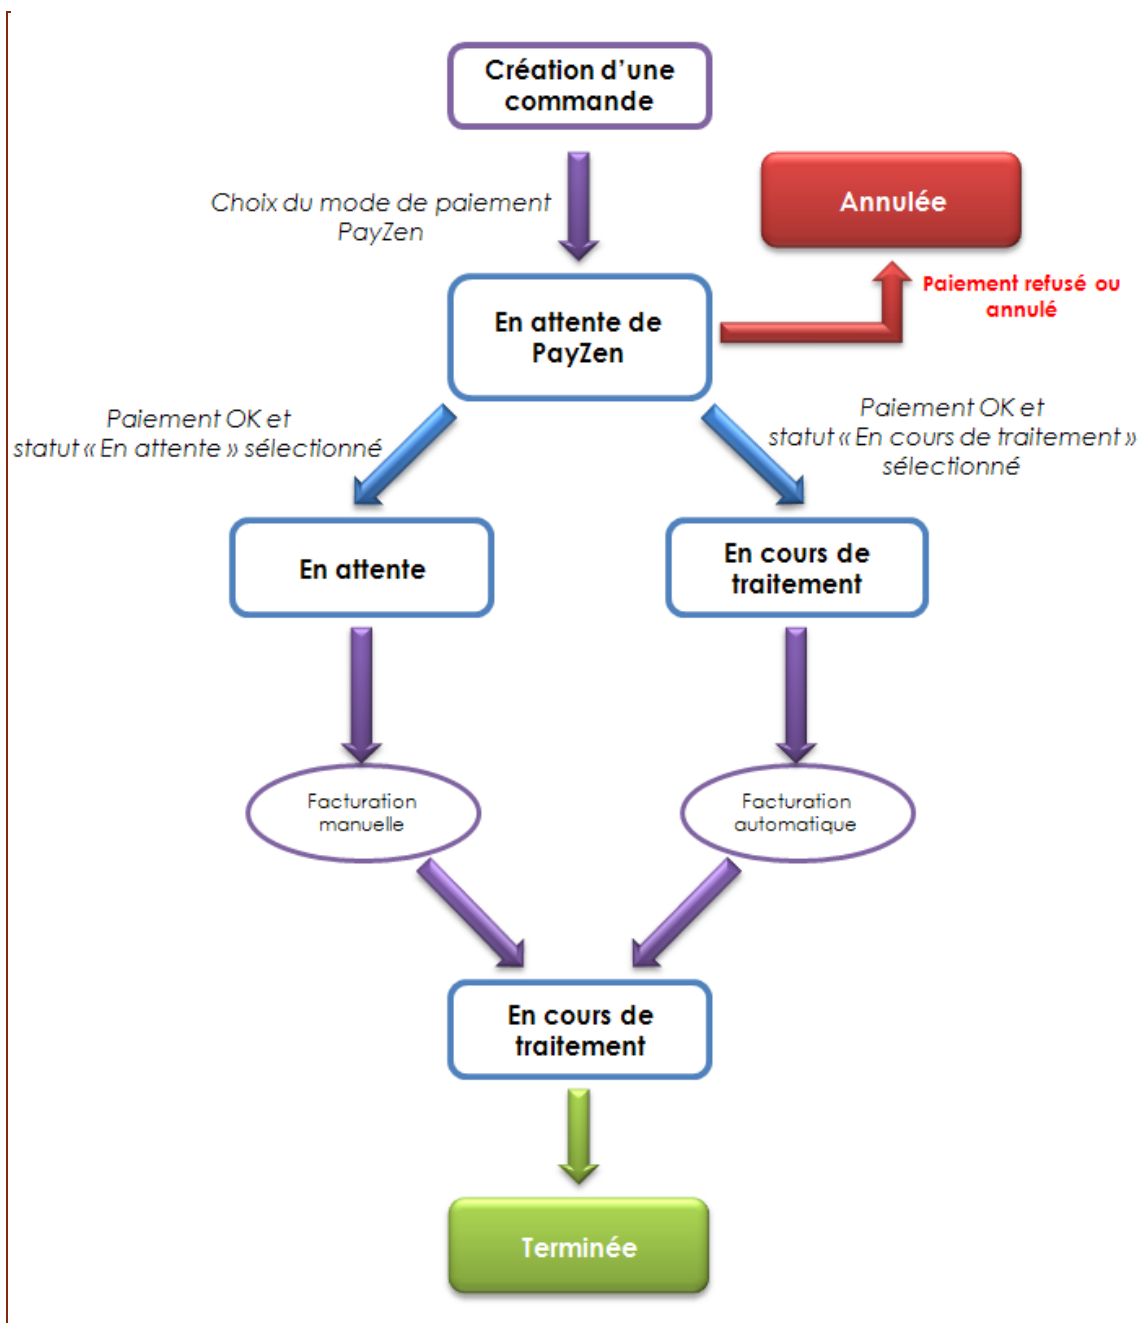 Création d’une
commande
Choix du mode de paiement
PayZen
Annulée
Paiement refusé ou
annulé
En attente de
PayZen
Paiement OK et
statut « En attente » sélectionné
Paiement OK et
statut « En cours de traitement »
sélectionné
En attente
En cours de
traitement
Facturation
manuelle
Facturation
automatique
En cours de
traitement
Terminée